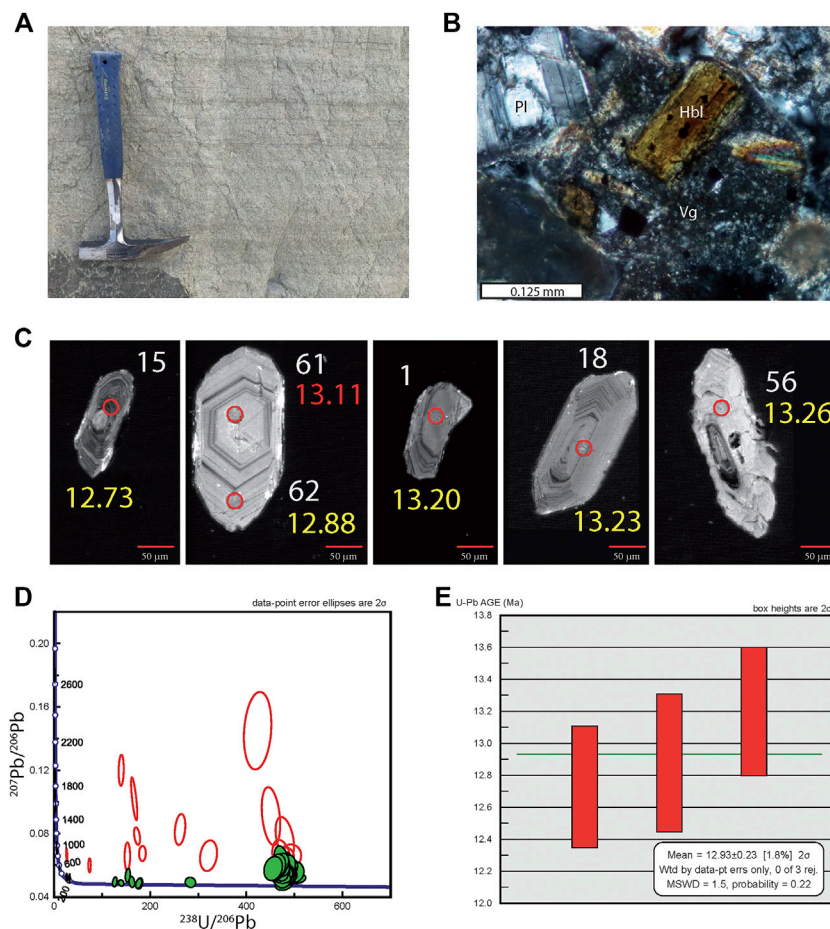 A
B
Pl
Hbl
Vg
0.125 mm
C
15
12.73
50 µm
61
13.11
62
12.88
50 µm
1
13.20
50 µm
18
13.23
50 µm
56
13.26
50 µm
D
data-point error ellipses are 2σ
0.20
0.16
0.12
0.08
0.04
2600
2200
1800
1400
1000
600
200
0
200
400
600
207Pb/206Pb
238U/206Pb
E
U-Pb AGE (Ma)
box heights are 2σ
13.8
13.6
13.4
13.2
13.0
12.8
12.6
12.4
12.2
12.0
Mean = 12.93±0.23 [1.8%] 2σ
Wtd by data-pt errs only, 0 of 3 rej.
MSWD = 1.5, probability = 0.22